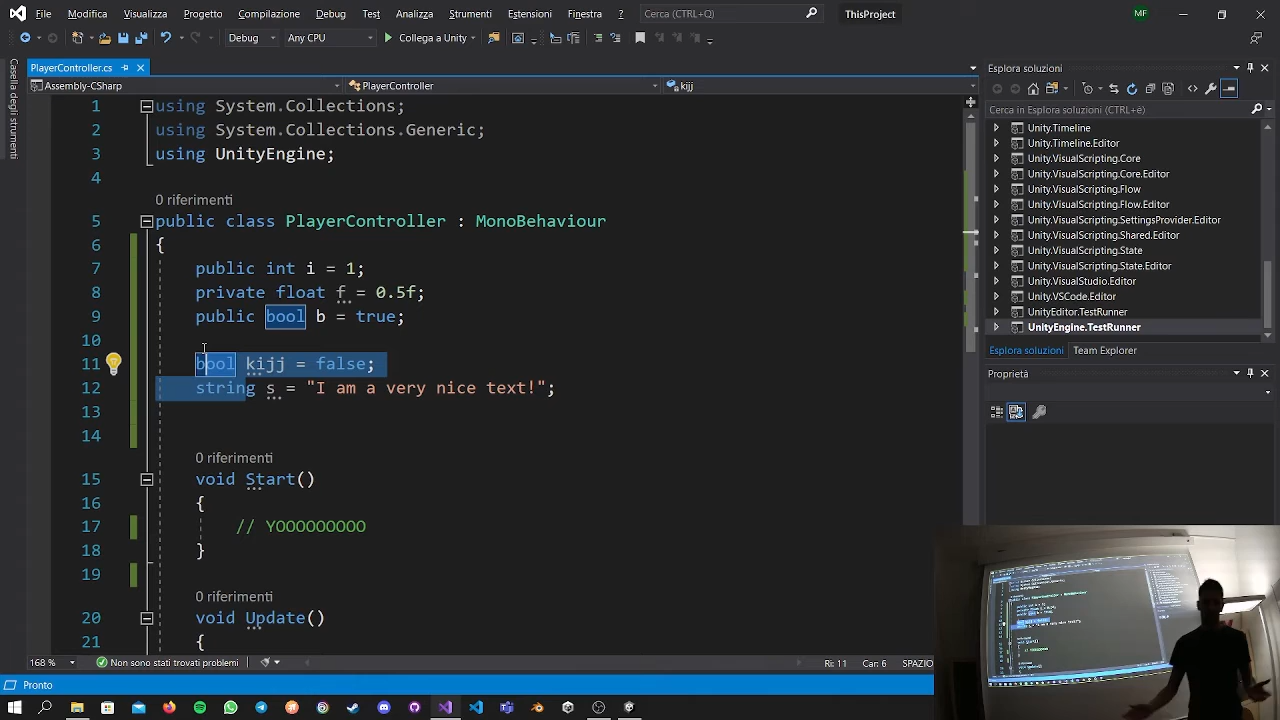 File Modifica Visualizza Progetto Compilazione Debug Test Analizza Strumenti Estensioni Finestra ? Cerca (CTRL+Q) ThisProject MF
Debug Any CPU Collega a Unity
PlayerController.cs
Assembly-CSharp PlayerController kijj
Casella degli strumenti
1 using System.Collections;
2 using System.Collections.Generic;
3 using UnityEngine;
4
0 riferimenti
5 public class PlayerController : MonoBehaviour
6 {
7 public int i = 1;
8 private float f = 0.5f;
9 public bool b = true;
10
11 bool kijj = false;
12 string s = "I am a very nice text!";
13
14
0 riferimenti
15 void Start()
16 {
17 // YOOOOOOOOO
18 }
19
0 riferimenti
20 void Update()
21 {
168 % Non sono stati trovati problemi Ri: 11 Car: 6 SPAZIO
Pronto
Esplora soluzioni
Cerca in Esplora soluzioni (CTRL+è)
Unity.Timeline
Unity.Timeline.Editor
Unity.VisualScripting.Core
Unity.VisualScripting.Core.Editor
Unity.VisualScripting.Flow
Unity.VisualScripting.Flow.Editor
Unity.VisualScripting.SettingsProvider.Editor
Unity.VisualScripting.Shared.Editor
Unity.VisualScripting.State
Unity.VisualScripting.State.Editor
Unity.VisualStudio.Editor
Unity.VSCode.Editor
UnityEditor.TestRunner
UnityEngine.TestRunner
Esplora soluzioni Team Explorer
Proprietà